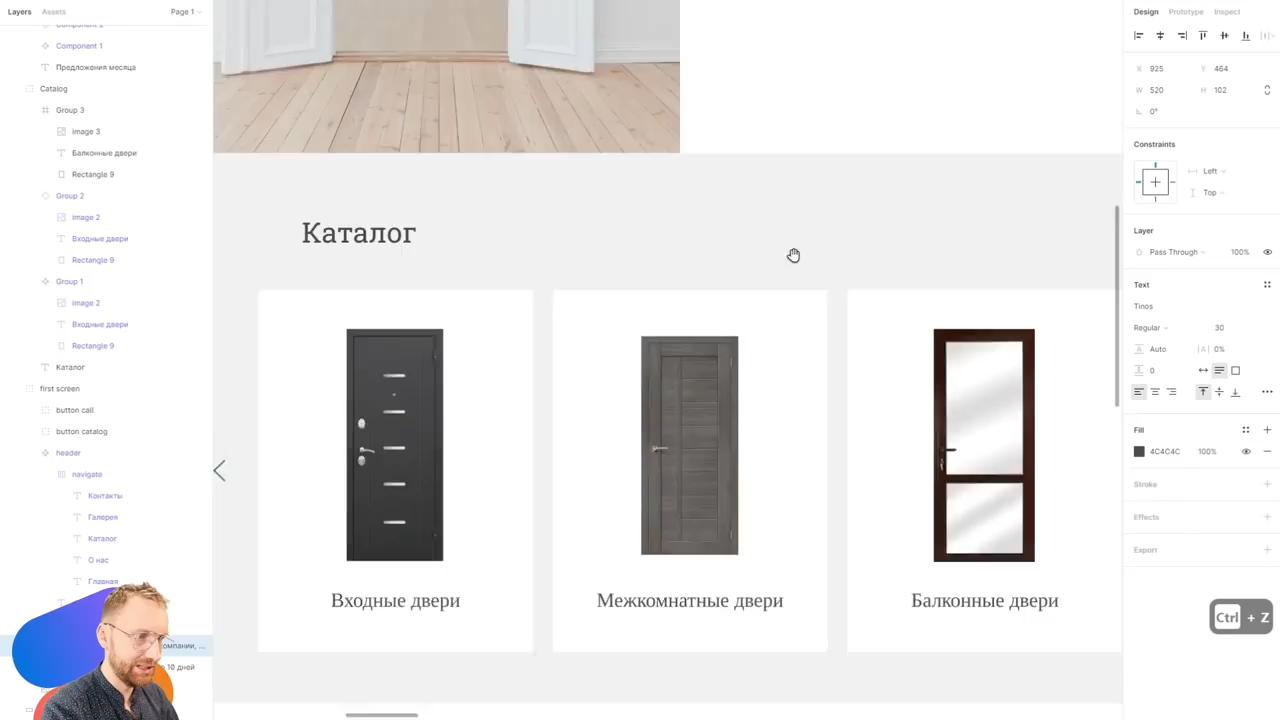 Layers Assets Page 1
Component 1
Предложения месяца
Catalog
Group 3
image 3
Балконные двери
Rectangle 9
Group 2
image 2
Входные двери
Rectangle 9
Group 1
image 2
Входные двери
Rectangle 9
Каталог
first screen
button call
button catalog
header
navigate
Контакты
Галерея
Каталог
О нас
Главная
10 дней
Каталог
Входные двери
Межкомнатные двери
Балконные двери
Design Prototype Inspect
X 925 Y 464
W 520 H 102
0°
Constraints
Left
Top
Layer
Pass Through 100%
Text
Tinos
Regular 30
Auto |A| 0%
0
Fill
4C4C4C 100%
Stroke
Effects
Export
Ctrl + Z